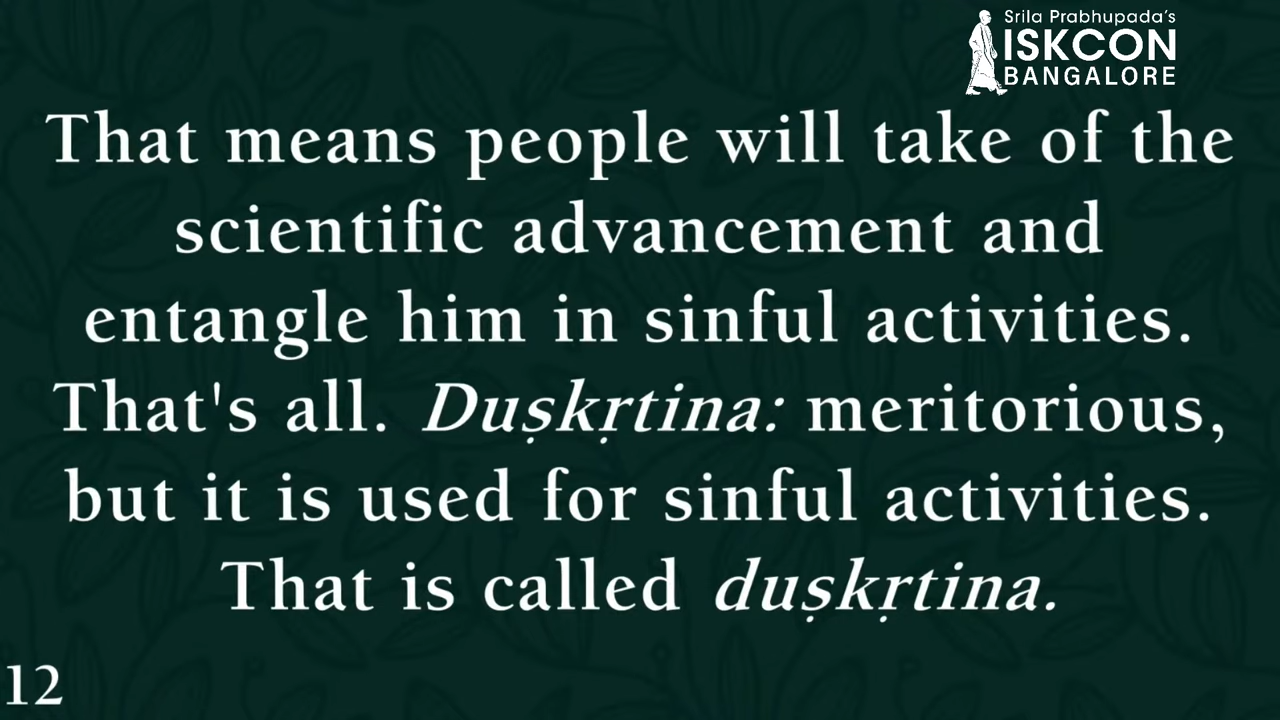 Srila Prabhupada's
ISKCON
BANGALORE
That means people will take of the
scientific advancement and
entangle him in sinful activities.
That's all. Duṣkṛtina: meritorious,
but it is used for sinful activities.
That is called duṣkṛtina.
12